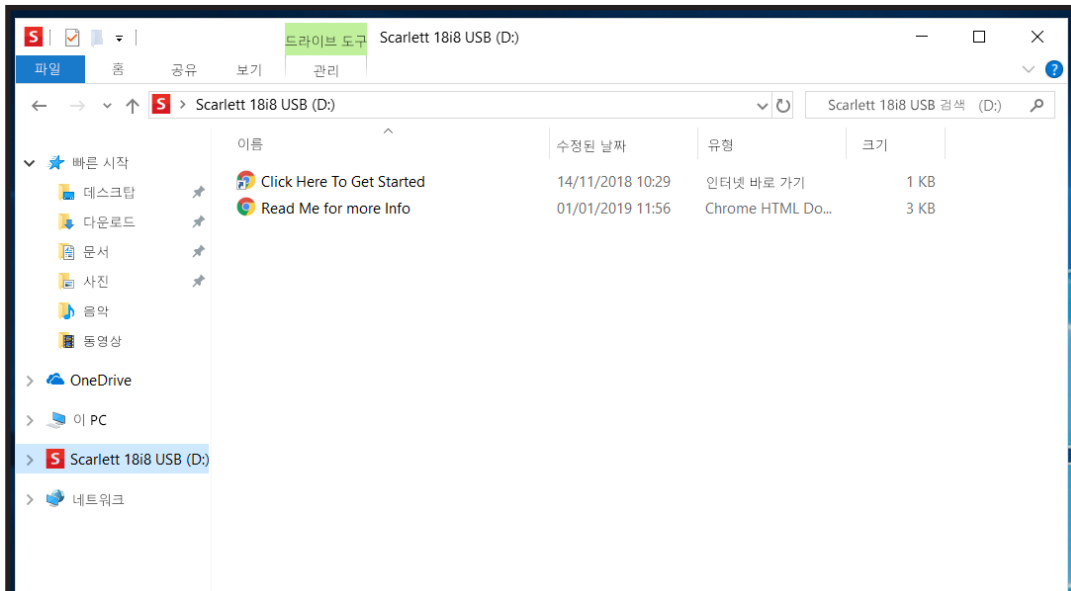 드라이브 도구 Scarlett 18i8 USB (D:)
파일 홈 공유 보기 관리
Scarlett 18i8 USB (D:) Scarlett 18i8 USB 검색 (D:)
이름 수정된 날짜 유형 크기
빠른 시작
Click Here To Get Started 14/11/2018 10:29 인터넷 바로 가기 1 KB
데스크탑
Read Me for more Info 01/01/2019 11:56 Chrome HTML Do... 3 KB
다운로드
문서
사진
음악
동영상
OneDrive
이 PC
Scarlett 18i8 USB (D:)
네트워크